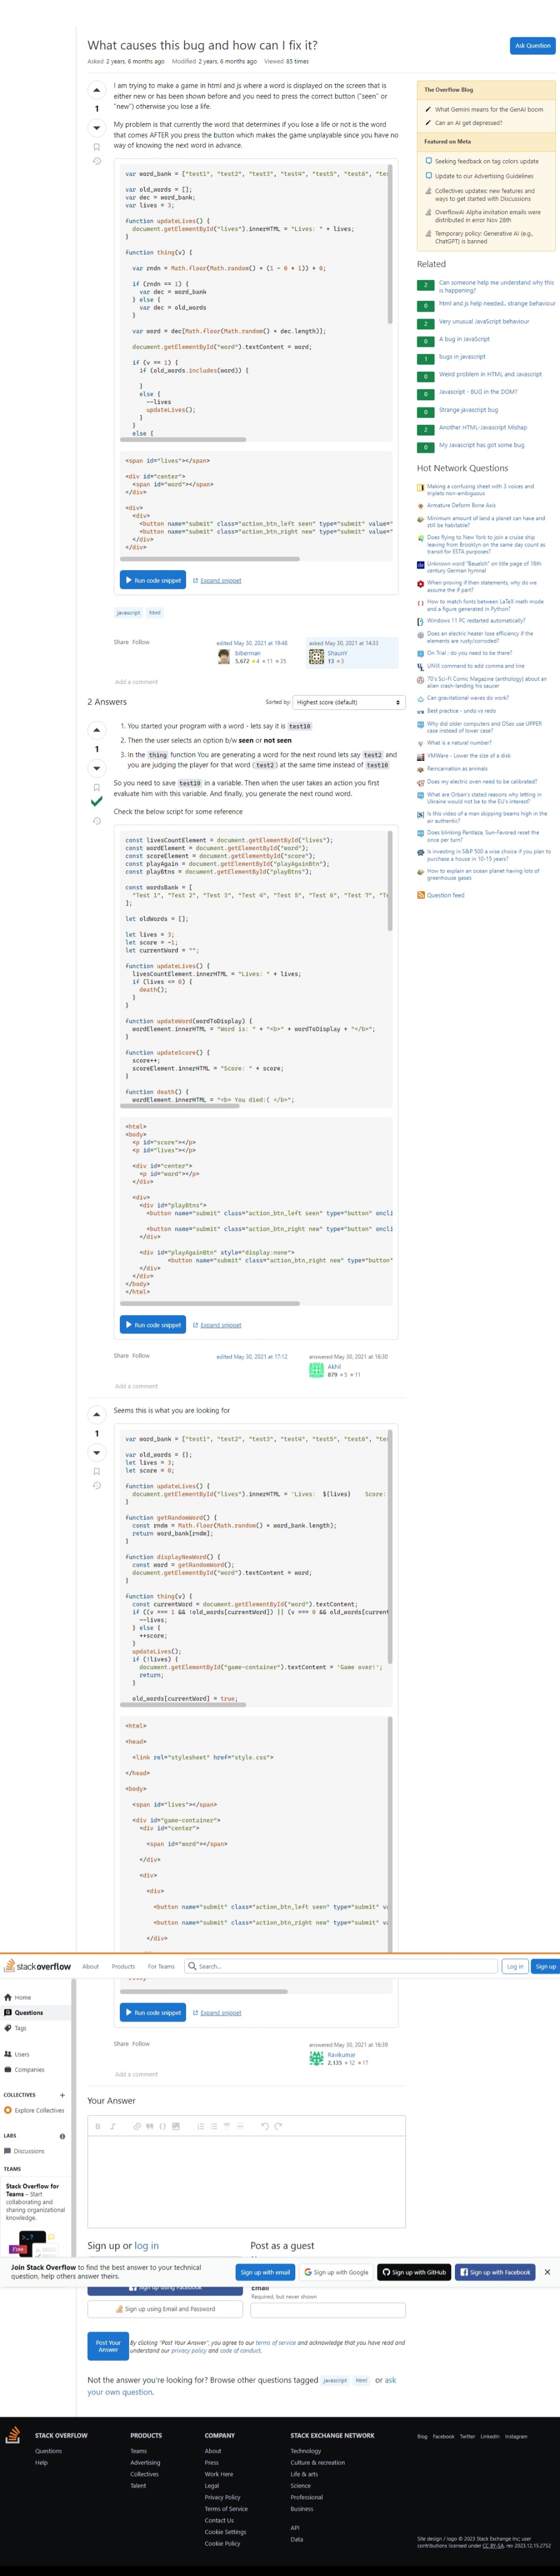 What causes this bug and how can I fix it?
Ask Question
Asked 2 years, 6 months ago Modified 2 years, 6 months ago Viewed 85 times
I am trying to make a game in html and js where a word is displayed on the screen that is
either new or has been shown before and you need to press the correct button ("seen" or
"new") otherwise you lose a life.
1
My problem is that currently the word that determines if you lose a life or not is the word
that comes AFTER you press the button which makes the game unplayable since you have no
way of knowing the next word in advance.
var word_bank = ["test1", "test2", "test3", "test4", "test5", "test6", "tes
var old_words = [];
var dec = word_bank;
var lives = 3;
function updateLives() {
document.getElementById("lives").innerHTML = "Lives: " + lives;
}
function thing(v) {
var rndn = Math.floor(Math.random() * (1 - 0 + 1)) + 0;
if (rndn == 1) {
var dec = word_bank
} else {
var dec = old_words
}
var word = dec[Math.floor(Math.random() * dec.length)];
document.getElementById("word").textContent = word;
if (v == 1) {
if (old_words.includes(word)) {
}
else {
--lives
updateLives();
}
}
else {
<span id="lives"></span>
<div id="center">
<span id="word"></span>
</div>
<div>
<div>
<button name="submit" class="action_btn_left seen" type="submit" value="
<button name="submit" class="action_btn_right new" type="submit" value="
</div>
</div>
Run code snippet
Expand snippet
javascript html
Share Follow
edited May 30, 2021 at 19:48
biberman
5,672 4 11 35
asked May 30, 2021 at 14:33
ShaunY
13 3
Add a comment
The Overflow Blog
What Gemini means for the GenAI boom
Can an AI get depressed?
Featured on Meta
Seeking feedback on tag colors update
Update to our Advertising Guidelines
Collectives updates: new features and
ways to get started with Discussions
OverflowAI Alpha invitation emails were
distributed in error Nov 28th
Temporary policy: Generative AI (e.g.,
ChatGPT) is banned
Related
2 Can someone help me understand why this
is happening?
0 html and js help needed.. strange behaviour
2 Very unusual JavaScript behaviour
0 A bug in JavaScript
1 bugs in javascript
0 Weird problem in HTML and Javascript
0 Javascript - BUG in the DOM?
0 Strange javascript bug
2 Another HTML-Javascript Mishap
0 My Javascript has got some bug
Hot Network Questions
Making a confusing sheet with 3 voices and
triplets non-ambiguous
Armature Deform Bone Axis
Minimum amount of land a planet can have and
still be habitable?
Does flying to New York to join a cruise ship
leaving from Brooklyn on the same day count as
transit for ESTA purposes?
Unknown word "Beuelch" on title page of 16th
century German hymnal
When proving if then statements, why do we
assume the if part?
How to match fonts between LaTeX math mode
and a figure generated in Python?
Windows 11 PC restarted automatically?
Does an electric heater lose efficiency if the
elements are rusty/corroded?
On Trial ; do you need to be there?
UNIX command to add comma and line
70's Sci-Fi Comic Magazine (anthology) about an
alien crash-landing his saucer
Can gravitational waves do work?
Best practice - undo vs redo
Why did older computers and OSes use UPPER
case instead of lower case?
What is a natural number?
VMWare - Lower the size of a disk
Reincarnation as animals
Does my electric oven need to be calibrated?
What are Orban's stated reasons why letting in
Ukraine would not be to the EU's interest?
Is this video of a man skipping beams high in the
air authentic?
Does blinking Pentiaza, Sun-Favored reset the
once per turn?
Is investing in S&P 500 a wise choice if you plan to
purchase a house in 10-15 years?
How to explain an ocean planet having lots of
greenhouse gases
Question feed
2 Answers
Sorted by: Highest score (default)
1. You started your program with a word - lets say it is test10
2. Then the user selects an option b/w seen or not seen
1
3. In the thing function You are generating a word for the next round lets say test2 and
you are judging the player for that word (test2) at the same time instead of test10
So you need to save test10 in a variable. Then when the user takes an action you first
evaluate him with this variable. And finally, you generate the next round word.
Check the below script for some reference
const livesCountElement = document.getElementById("lives");
const wordElement = document.getElementById("word");
const scoreElement = document.getElementById("score");
const playAgain = document.getElementById("playAgainBtn");
const playBtns = document.getElementById("playBtns");
const wordsBank = [
"Test 1", "Test 2", "Test 3", "Test 4", "Test 5", "Test 6", "Test 7", "Te
];
let oldWords = [];
let lives = 3;
let score = -1;
let currentWord = "";
function updateLives() {
livesCountElement.innerHTML = "Lives: " + lives;
if (lives <= 0) {
death();
}
}
function updateWord(wordToDisplay) {
wordElement.innerHTML = "Word is: " + "<b>" + wordToDisplay + "</b>";
}
function updateScore() {
score++;
scoreElement.innerHTML = "Score: " + score;
}
function death() {
wordElement.innerHTML = "<b> You died:( </b>";
<html>
<body>
<p id="score"></p>
<p id="lives"></p>
<div id="center">
<p id="word"></p>
</div>
<div>
<div id="playBtns">
<button name="submit" class="action_btn_left seen" type="button" oncli
<button name="submit" class="action_btn_right new" type="button" oncli
</div>
<div id="playAgainBtn" style="display:none">
<button name="submit" class="action_btn_right new" type="button"
</div>
</div>
</body>
</html>
Run code snippet
Expand snippet
Share Follow
edited May 30, 2021 at 17:12
answered May 30, 2021 at 16:30
Akhil
879 5 11
Add a comment
Seems this is what you are looking for
1
var word_bank = ["test1", "test2", "test3", "test4", "test5", "test6", "tes
var old_words = {};
let lives = 3;
let score = 0;
function updateLives() {
document.getElementById("lives").innerHTML = `Lives: ${lives} Score:
}
function getRandomWord() {
const rndm = Math.floor(Math.random() * word_bank.length);
return word_bank[rndm];
}
function displayNewWord() {
const word = getRandomWord();
document.getElementById("word").textContent = word;
}
function thing(v) {
const currentWord = document.getElementById("word").textContent;
if ((v === 1 && !old_words[currentWord]) || (v === 0 && old_words[current
--lives;
} else {
++score;
}
updateLives();
if (!lives) {
document.getElementById("game-container").textContent = 'Game over!';
return;
}
old_words[currentWord] = true;
<html>
<head>
<link rel="stylesheet" href="style.css">
</head>
<body>
<span id="lives"></span>
<div id="game-container">
<div id="center">
<span id="word"></span>
</div>
<div>
<div>
<button name="submit" class="action_btn_left seen" type="submit" va
<button name="submit" class="action_btn_right new" type="submit" va
</div>
stackoverflow About Products For Teams Search... Log in Sign up
Home
Questions
Tags
Users
Companies
COLLECTIVES +
Explore Collectives
LABS
Discussions
TEAMS
Stack Overflow for
Teams – Start
collaborating and
sharing organizational
knowledge.
Free
Run code snippet
Expand snippet
Share Follow
answered May 30, 2021 at 16:39
Ravikumar
2,135 12 17
Add a comment
Your Answer
Sign up or log in
Post as a guest
Join Stack Overflow to find the best answer to your technical
question, help others answer theirs.
Sign up with email
Sign up with Google
Sign up with GitHub
Sign up with Facebook
Sign up using Facebook
Sign up using Email and Password
Email
Required, but never shown
Post Your
Answer
By clicking "Post Your Answer", you agree to our terms of service and acknowledge that you have read and
understand our privacy policy and code of conduct.
Not the answer you're looking for? Browse other questions tagged javascript html or ask
your own question.
STACK OVERFLOW
Questions
Help
PRODUCTS
Teams
Advertising
Collectives
Talent
COMPANY
About
Press
Work Here
Legal
Privacy Policy
Terms of Service
Contact Us
Cookie Settings
Cookie Policy
STACK EXCHANGE NETWORK
Technology
Culture & recreation
Life & arts
Science
Professional
Business
API
Data
Blog Facebook Twitter LinkedIn Instagram
Site design / logo © 2023 Stack Exchange Inc; user
contributions licensed under CC BY-SA. rev 2023.12.15.2752